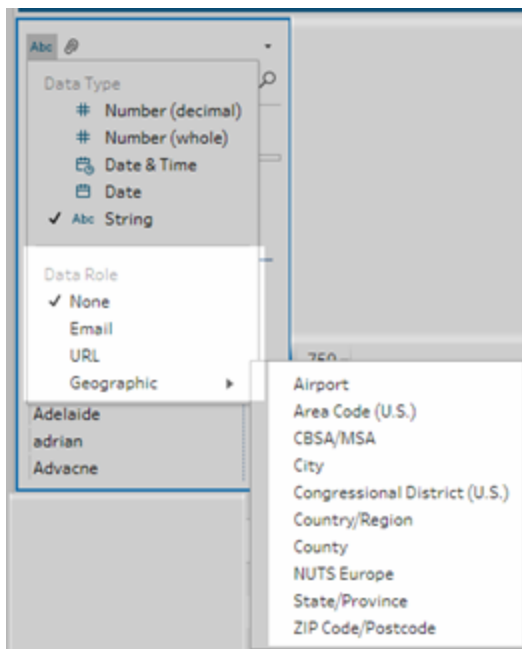 Abc
Data Type
# Number (decimal)
# Number (whole)
Date & Time
Date
✓ Abc String
Data Role
✓ None
Email
URL
Geographic
Adelaide
adrian
Advacne
Airport
Area Code (U.S.)
CBSA/MSA
City
Congressional District (U.S.)
Country/Region
County
NUTS Europe
State/Province
ZIP Code/Postcode